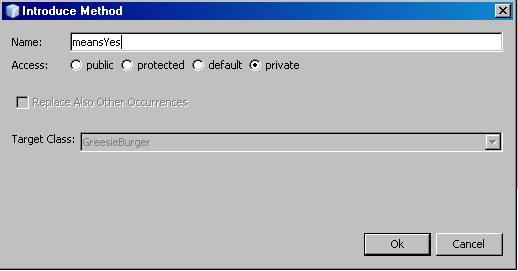 Introduce Method
Name: meansYes
Access: public protected default private
Replace Also Other Occurrences
Target Class: GreesieBurger
Ok Cancel